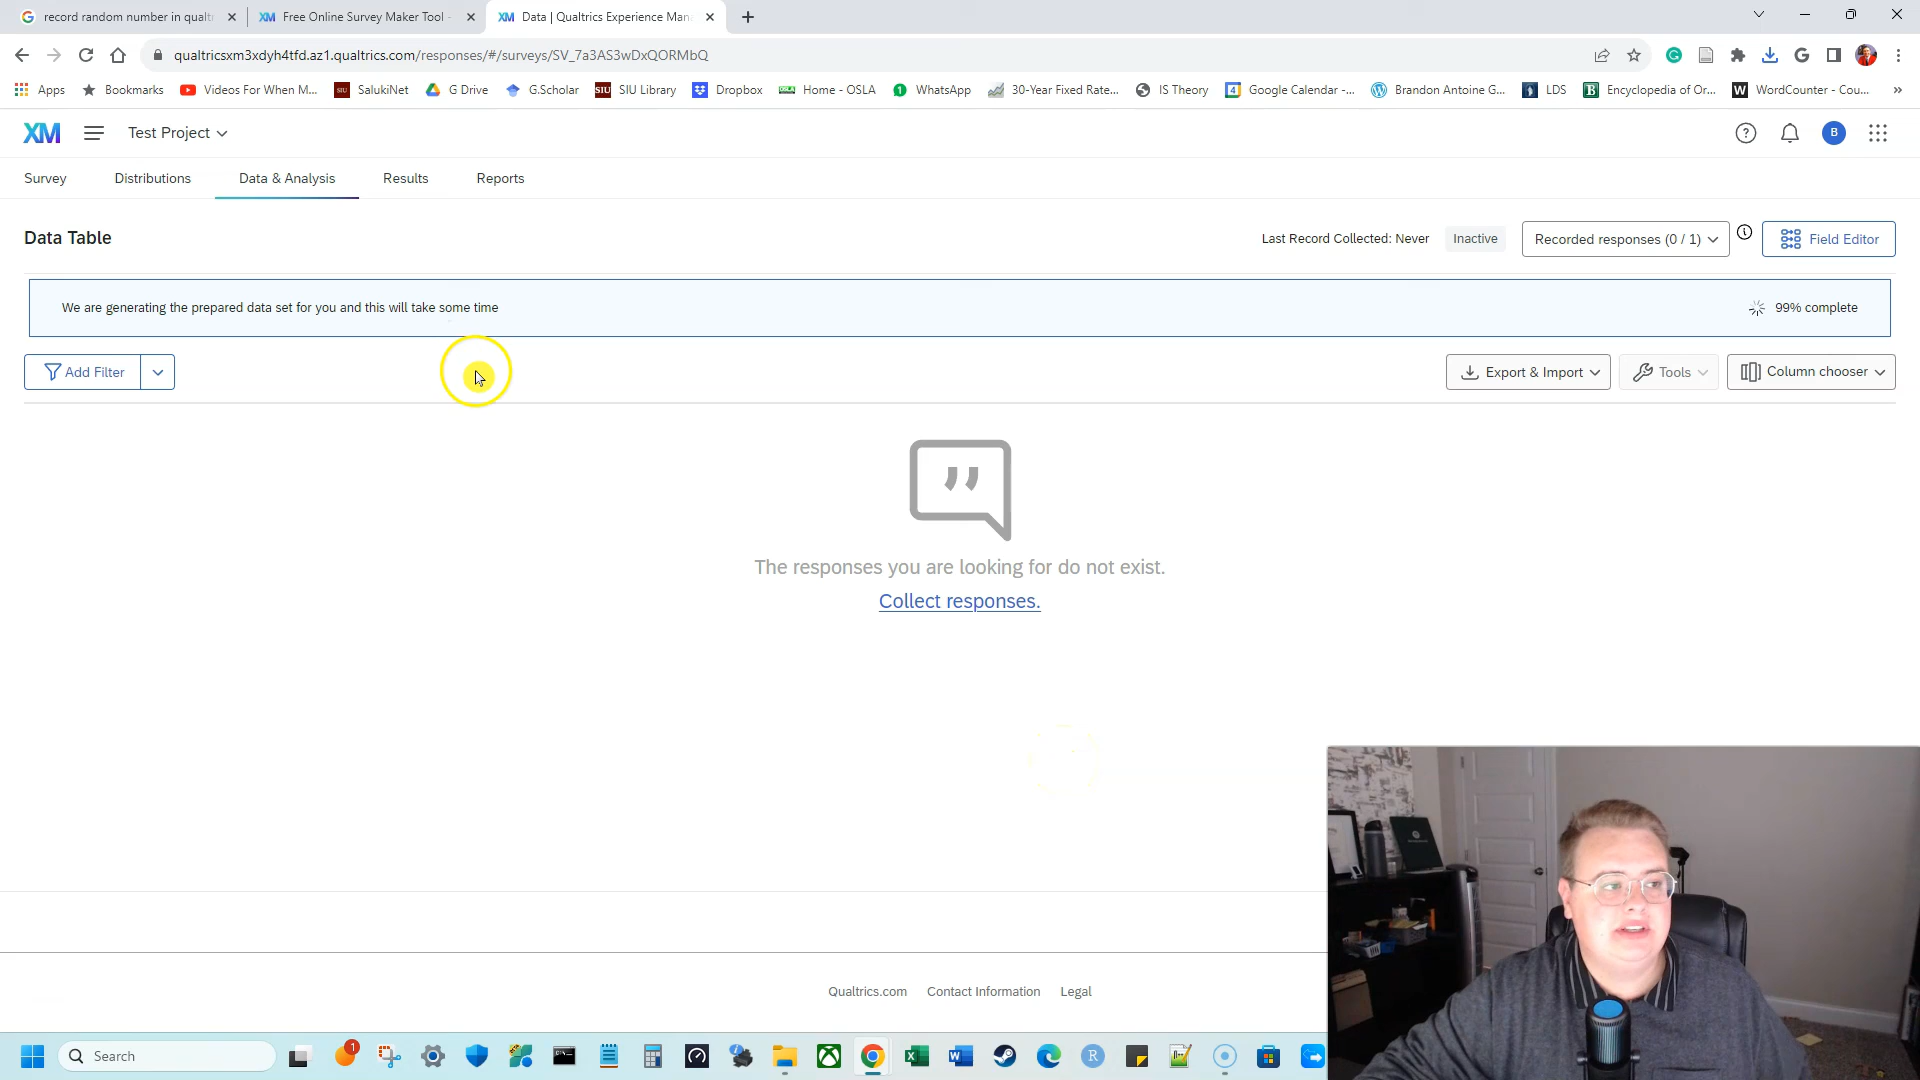 record random number in qualt
Free Online Survey Maker Tool -
XM Data | Qualtrics Experience Man
qualtricsxm3xdyh4tfd.az1.qualtrics.com/responses/#/surveys/SV_7a3AS3wDxQORMbQ
Apps Bookmarks Videos For When M... SIU SalukiNet G Drive G.Scholar SIU SIU Library Dropbox Home - OSLA 1 WhatsApp 30-Year Fixed Rate... IS Theory 4 Google Calendar -... Brandon Antoine G... LDS B Encyclopedia of Or... W WordCounter - Cou... »
XM Test Project ? B
Survey Distributions Data & Analysis Results Reports
Data Table Last Record Collected: Never Inactive Recorded responses (0 / 1) Field Editor
We are generating the prepared data set for you and this will take some time 99% complete
Add Filter Export & Import Tools Column chooser
The responses you are looking for do not exist.
Collect responses.
Qualtrics.com Contact Information Legal
Search 1